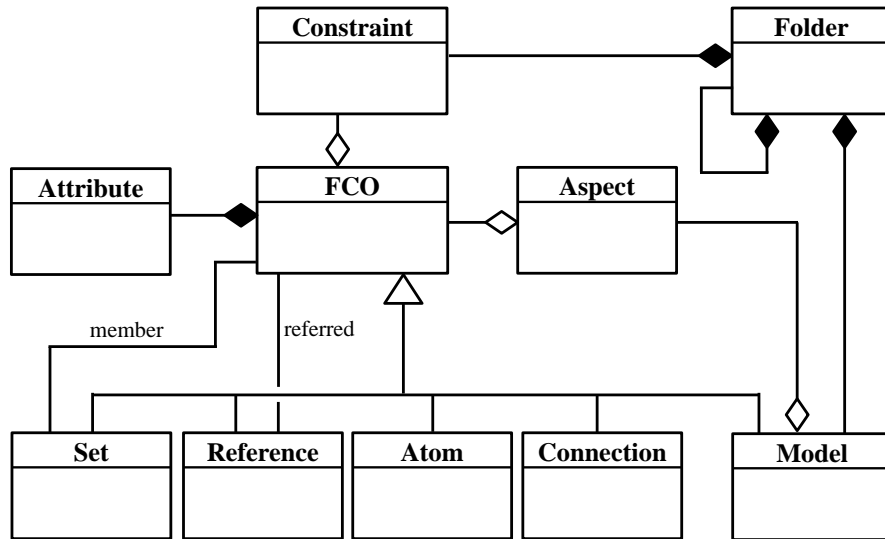 Constraint
Folder
Attribute
FCO
Aspect
member
referred
Set
Reference
Atom
Connection
Model